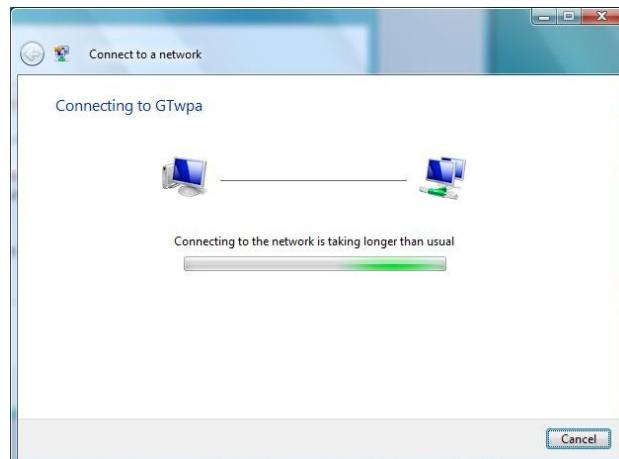 Connect to a network
Connecting to GTwpa
Connecting to the network is taking longer than usual
Cancel